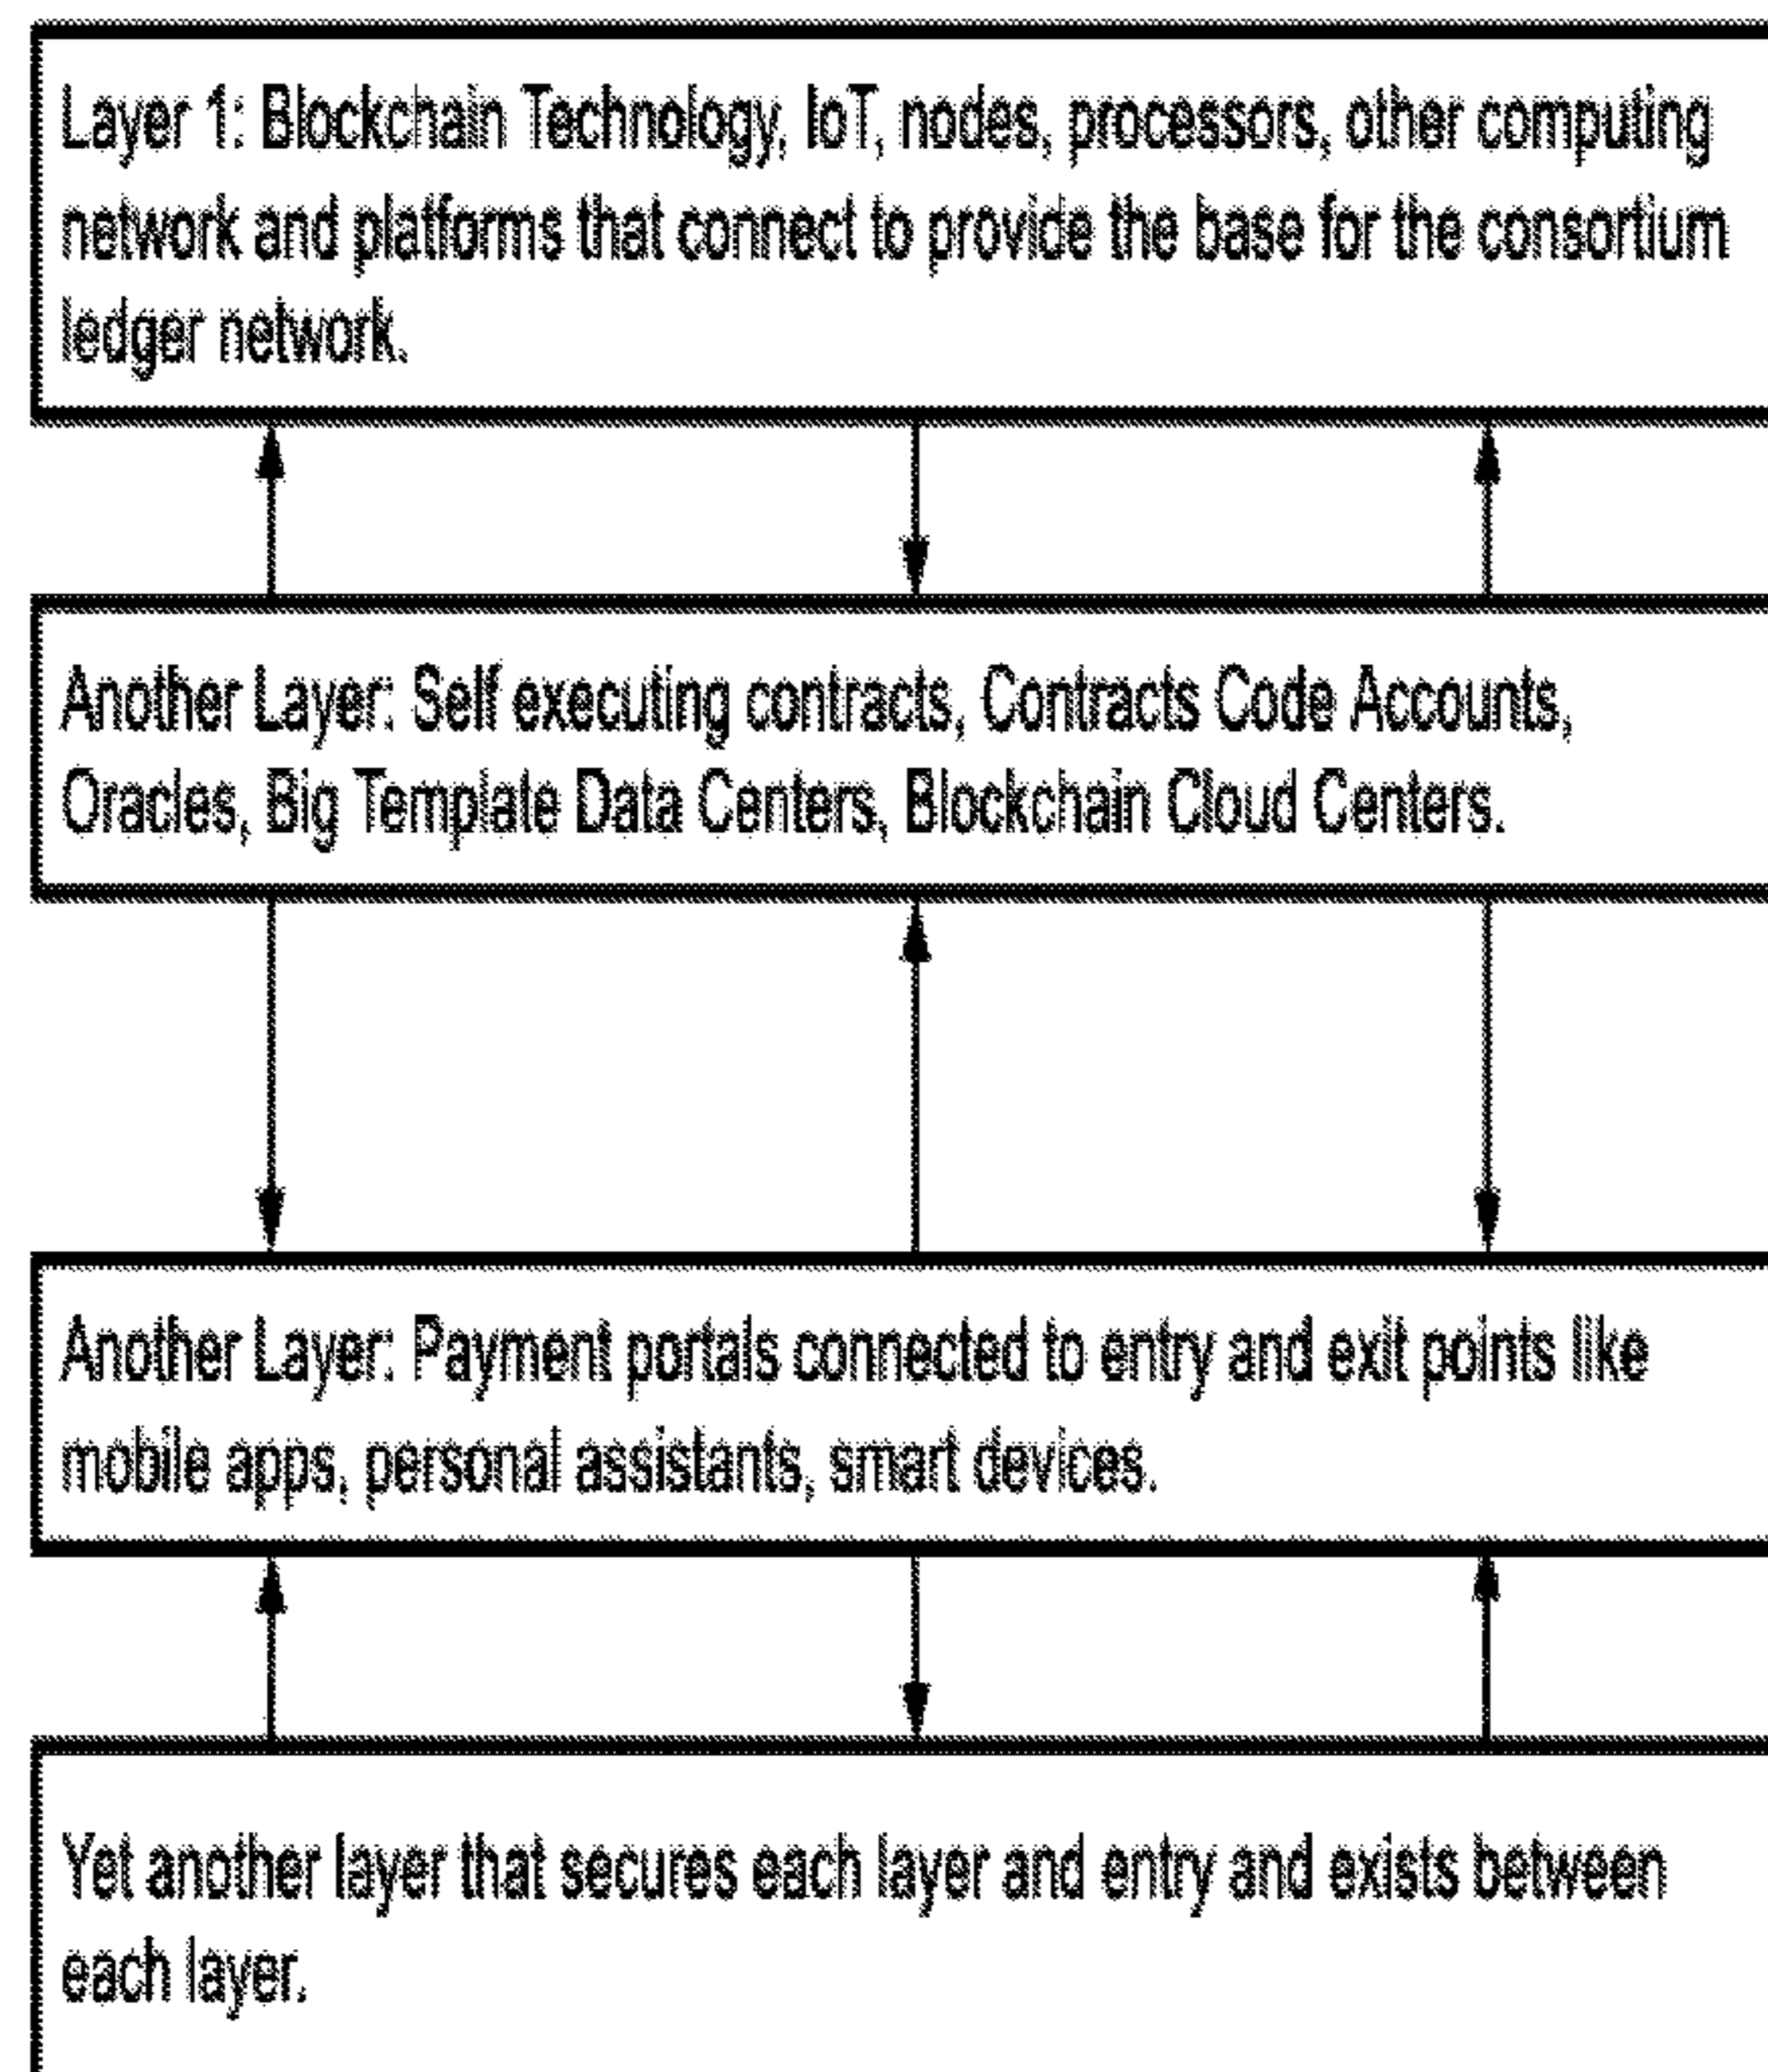 Layer 1: Blockchain Technology, IoT, nodes, processors, other computing
network and platforms that connect to provide the base for the consortium
ledger network.
Another Layer: Self executing contracts, Contracts Code Accounts,
Oracles, Big Template Data Centers, Blockchain Cloud Centers.
Another Layer: Payment portals connected to entry and exit points like
mobile apps, personal assistants, smart devices.
Yet another layer that secures each layer and entry and exists between
each layer.